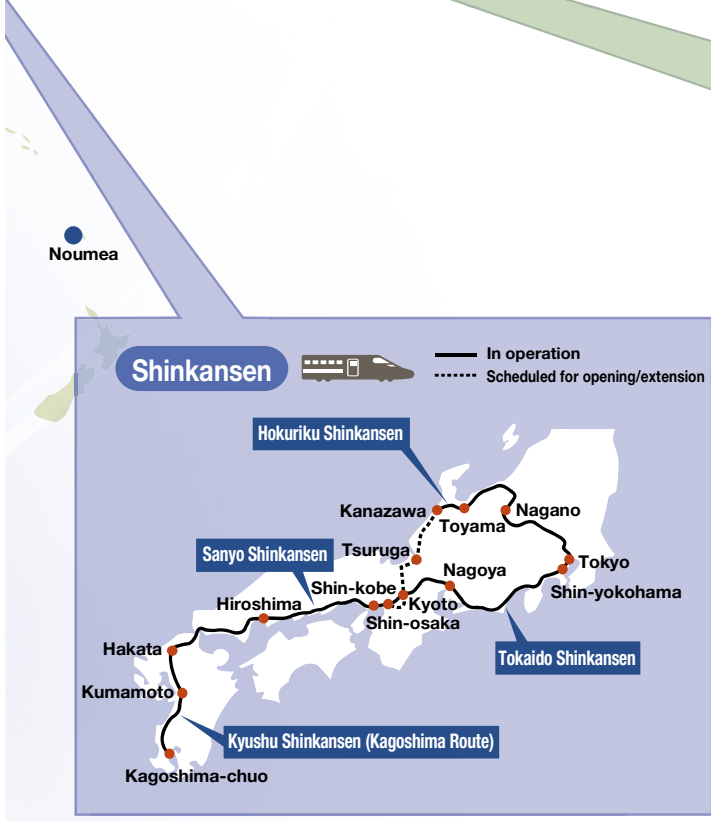 Noumea
Shinkansen
In operation
Scheduled for opening/extension
Hokuriku Shinkansen
Kanazawa
Toyama
Nagano
Sanyo Shinkansen
Tsuruga
Tokyo
Nagoya
Shin-yokohama
Shin-kobe
Kyoto
Hiroshima
Shin-osaka
Hakata
Tokaido Shinkansen
Kumamoto
Kyushu Shinkansen (Kagoshima Route)
Kagoshima-chuo